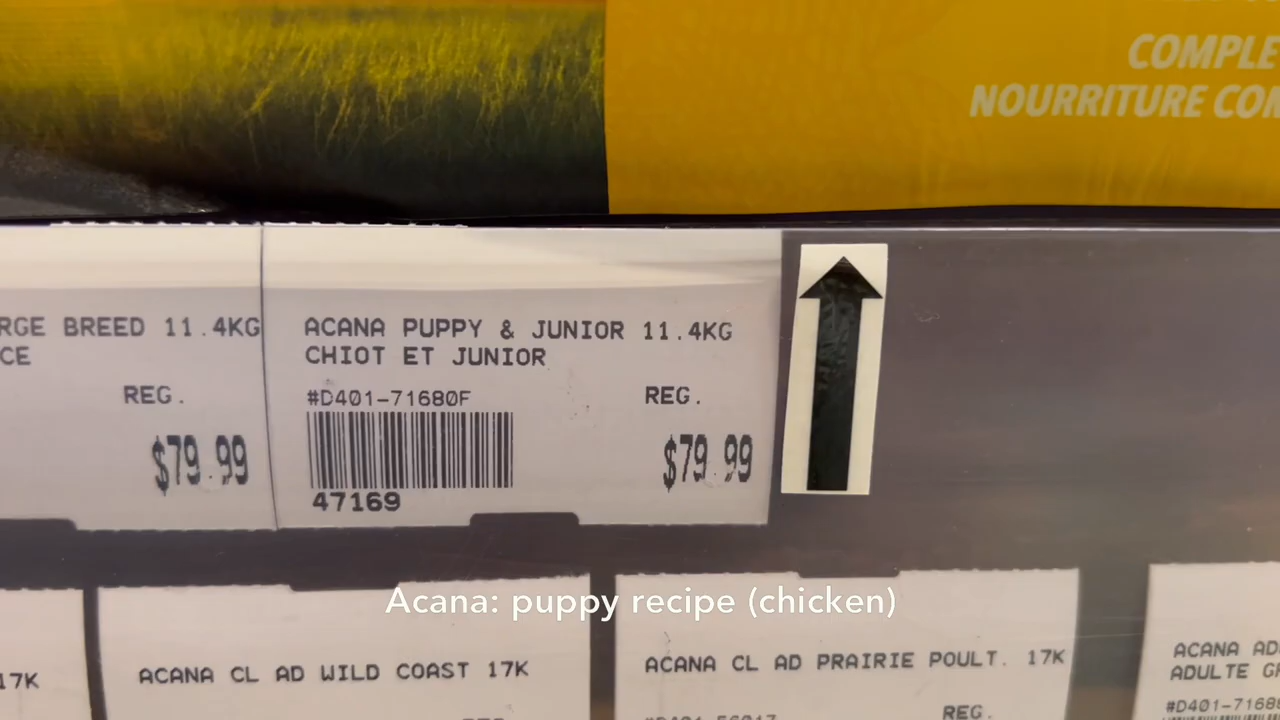 COMPLE
NOURRITURE CON
RGE BREED 11.4KG
CE
REG.
$79.99
ACANA PUPPY & JUNIOR 11.4KG
CHIOT ET JUNIOR
#D401-71680F
REG.
47169
$79.99
Acana: puppy recipe (chicken)
17K
ACANA CL AD WILD COAST 17K
ACANA CL AD PRAIRIE POULT. 17K
REG.
ACANA AD
ADULTE G
#D401-7168